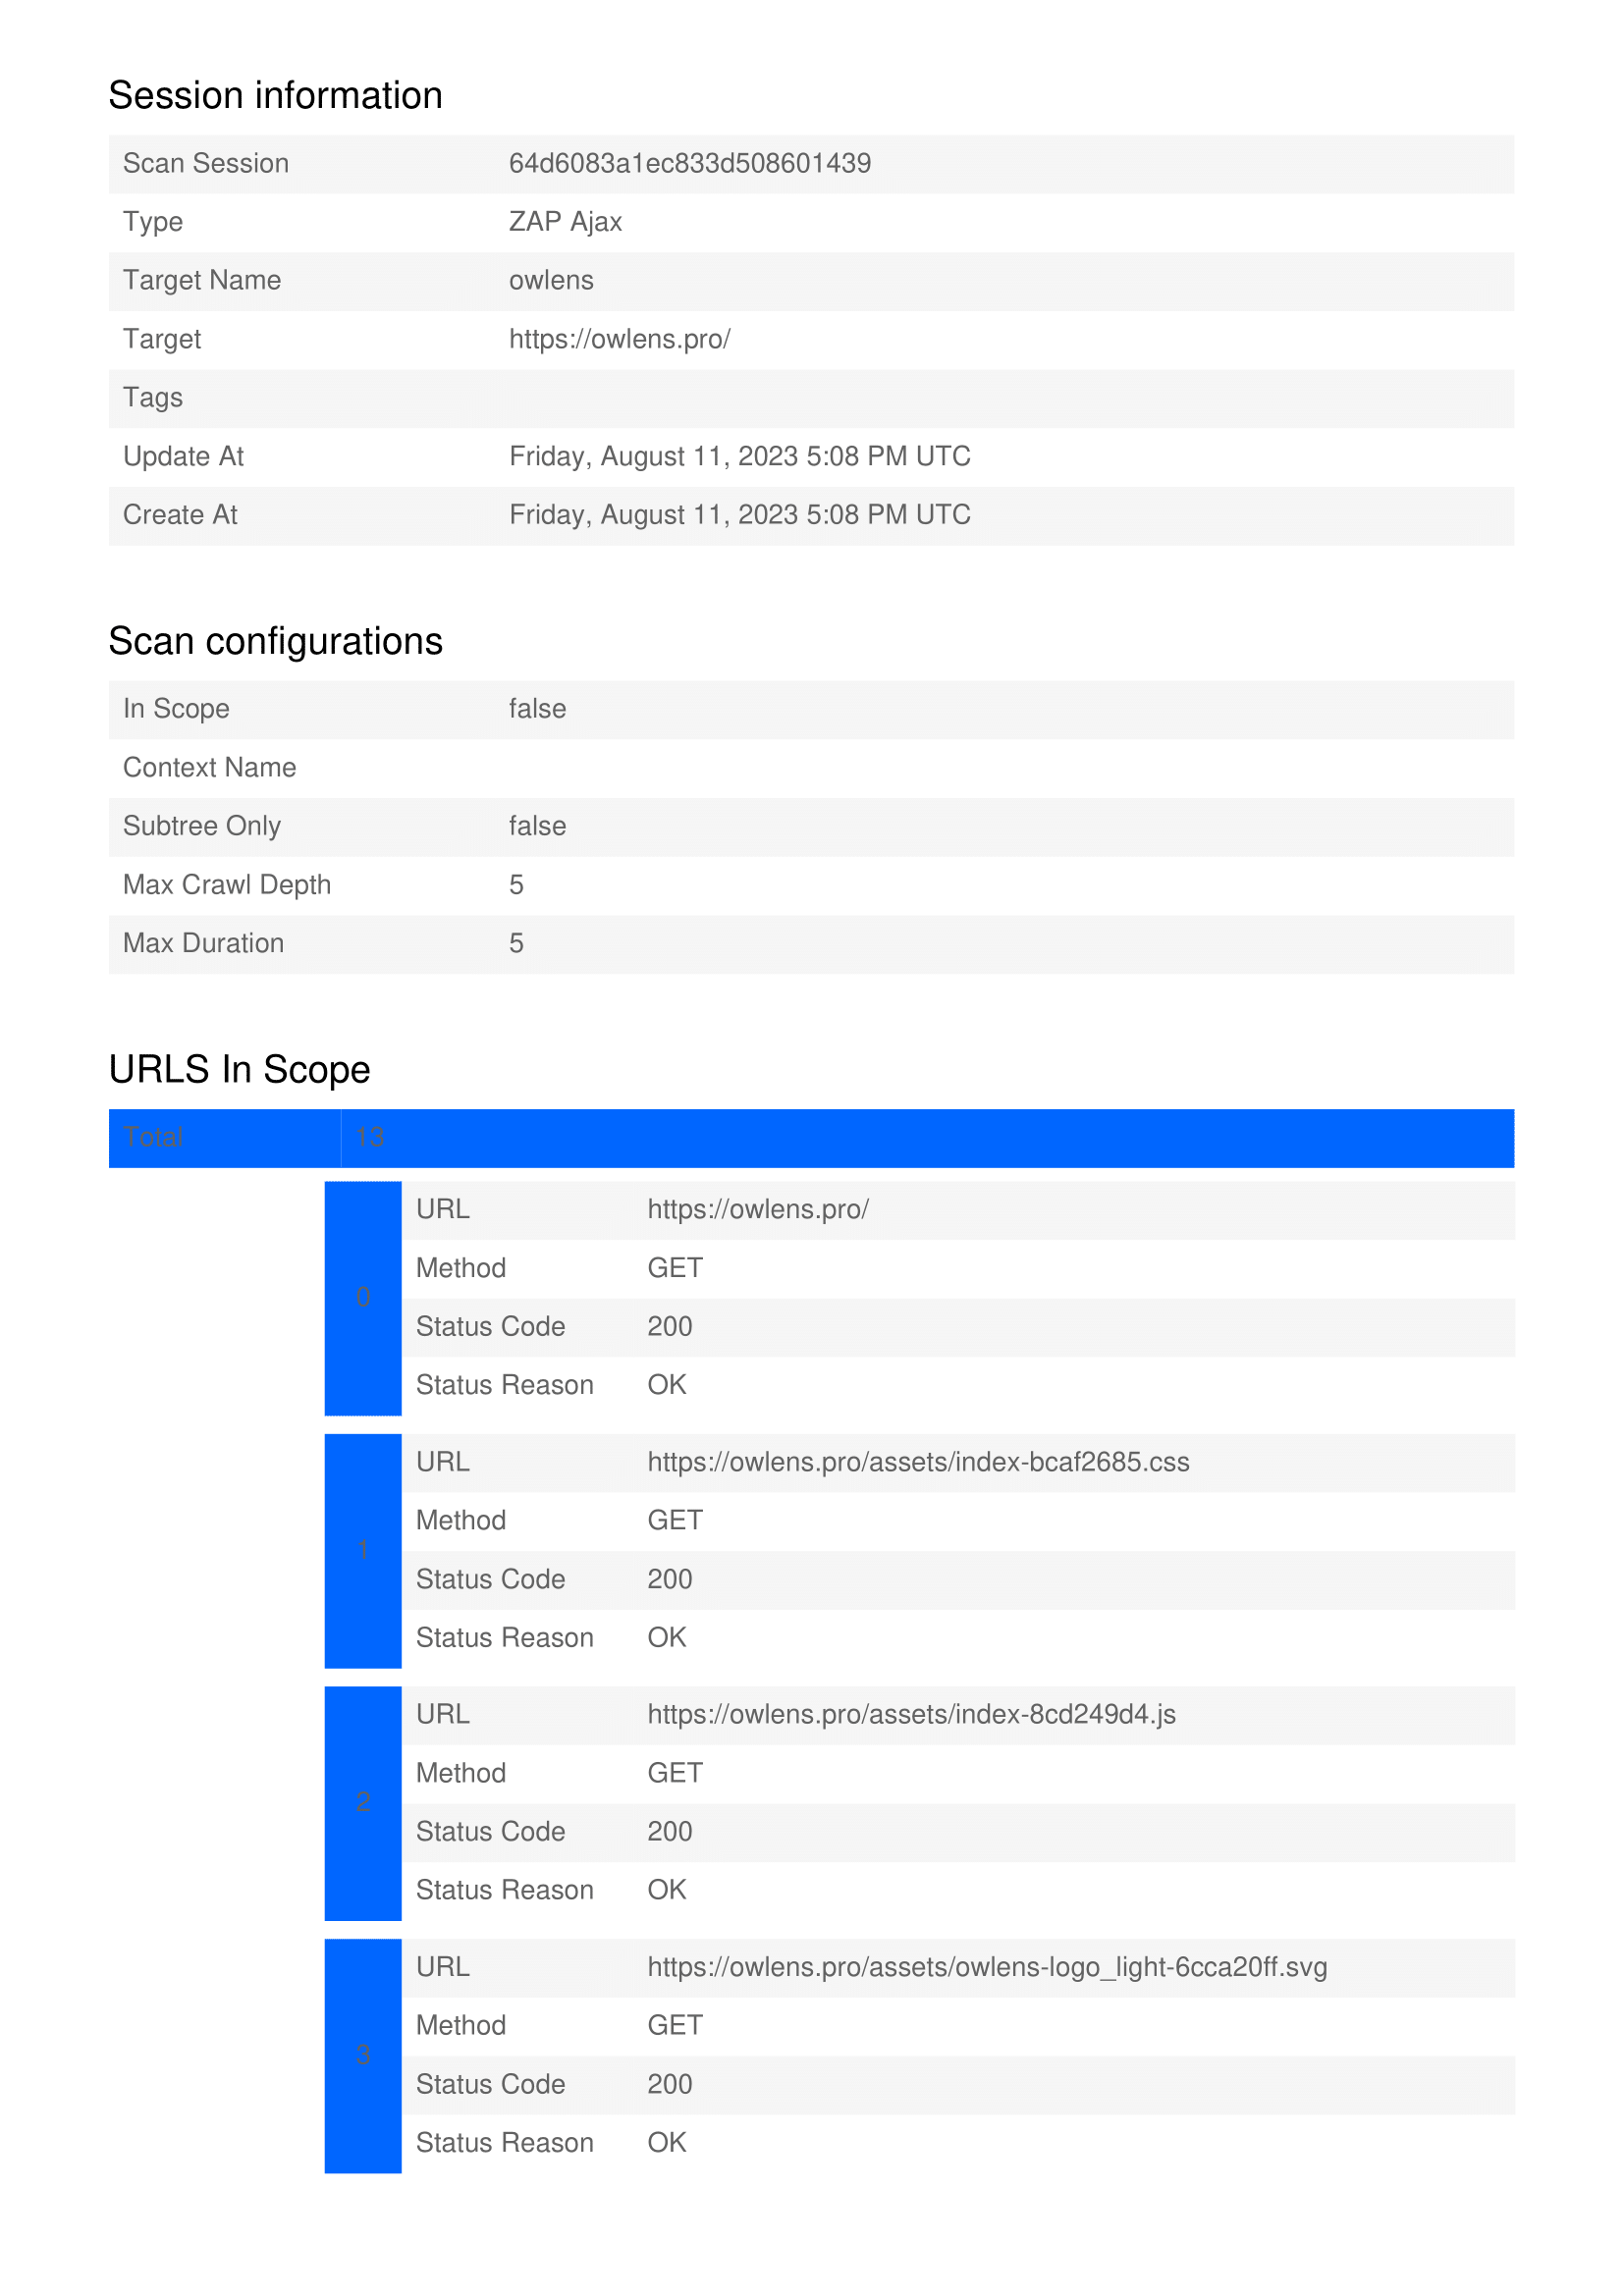 Session information
Scan Session 64d6083a1ec833d508601439
Type ZAP Ajax
Target Name owlens
Target https://owlens.pro/
Tags
Update At Friday, August 11, 2023 5:08 PM UTC
Create At Friday, August 11, 2023 5:08 PM UTC
Scan configurations
In Scope false
Context Name
Subtree Only false
Max Crawl Depth 5
Max Duration 5
URLS In Scope
Total 13
0
URL https://owlens.pro/
Method GET
Status Code 200
Status Reason OK
1
URL https://owlens.pro/assets/index-bcaf2685.css
Method GET
Status Code 200
Status Reason OK
2
URL https://owlens.pro/assets/index-8cd249d4.js
Method GET
Status Code 200
Status Reason OK
3
URL https://owlens.pro/assets/owlens-logo_light-6cca20ff.svg
Method GET
Status Code 200
Status Reason OK